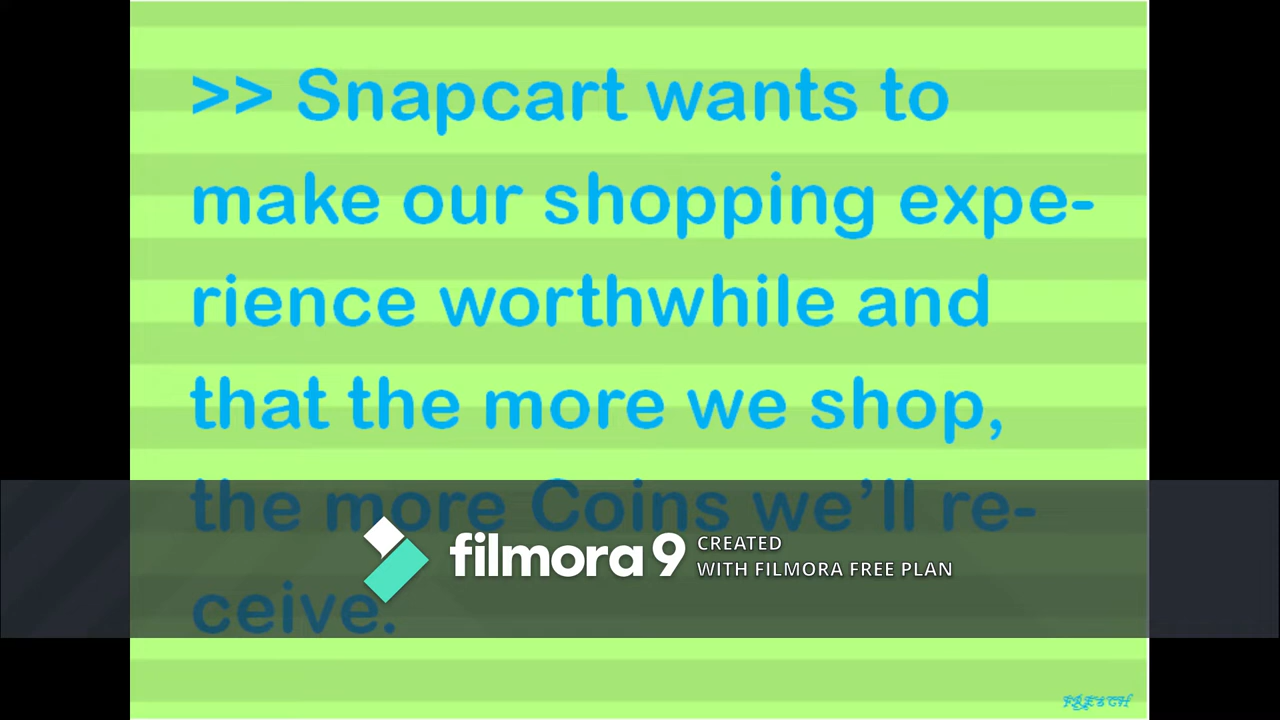 >> Snapcart wants to
make our shopping expe-
rience worthwhile and
that the more we shop,
the more Coins we’ll re-
ceive.
filmora 9
CREATED
WITH FILMORA FREE PLAN